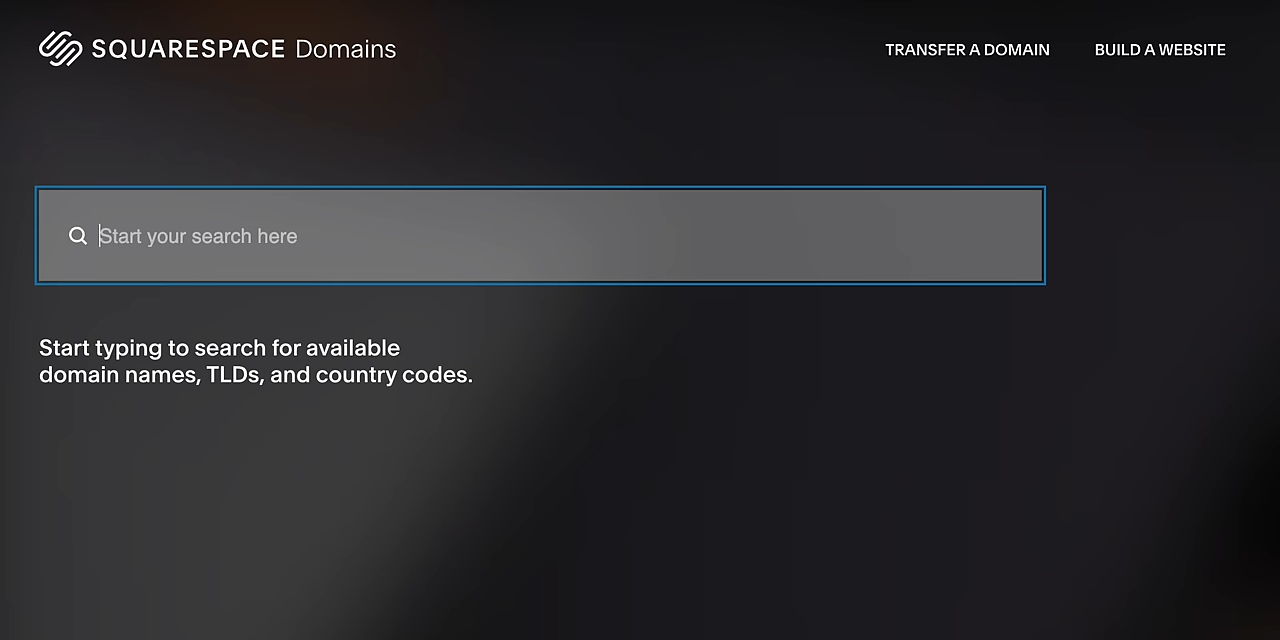 SQUARESPACE Domains
TRANSFER A DOMAIN
BUILD A WEBSITE
Start your search here
Start typing to search for available
domain names, TLDs, and country codes.